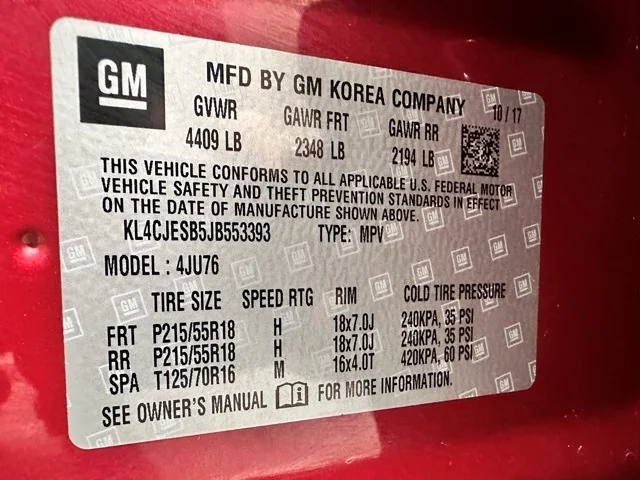 GM
MFD BY GM KOREA COMPANY 10/17
GVWR GAWR FRT GAWR RR
4409 LB 2348 LB 2194 LB
THIS VEHICLE CONFORMS TO ALL APPLICABLE U.S. FEDERAL MOTOR
VEHICLE SAFETY AND THEFT PREVENTION STANDARDS IN EFFECT
ON THE DATE OF MANUFACTURE SHOWN ABOVE.
KL4CJESB5JB553393 TYPE: MPV
MODEL : 4JU76
TIRE SIZE SPEED RTG RIM COLD TIRE PRESSURE
FRT P215/55R18 H 18x7.0J 240KPA, 35 PSI
RR P215/55R18 H 18x7.0J 240KPA, 35 PSI
SPA T125/70R16 M 16x4.0T 420KPA, 60 PSI
SEE OWNER'S MANUAL FOR MORE INFORMATION.